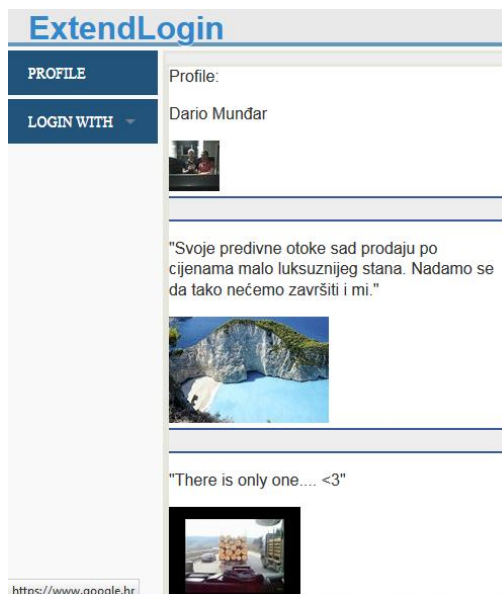 ExtendLogin
PROFILE
LOGIN WITH
Profile:
Dario Munđar
"Svoje predivne otoke sad prodaju po
cijenama malo luksuznijeg stana. Nadamo se
da tako nećemo završiti i mi."
"There is only one.... <3"
https://www.google.hr